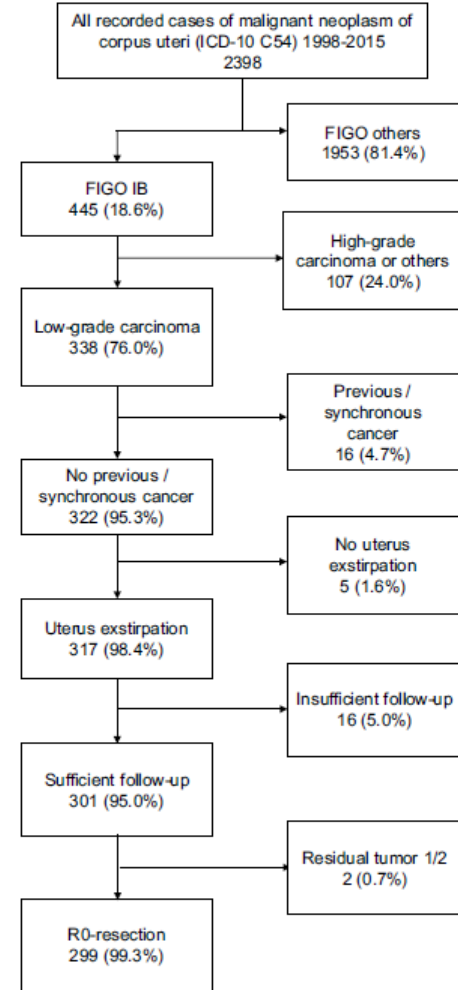 All recorded cases of malignant neoplasm of
corpus uteri (ICD-10 C54) 1998-2015
2398
FIGO others
1953 (81.4%)
FIGO IB
445 (18.6%)
High-grade
carcinoma or others
107 (24.0%)
Low-grade carcinoma
338 (76.0%)
Previous /
synchronous
cancer
16 (4.7%)
No previous /
synchronous cancer
322 (95.3%)
No uterus
exstirpation
5 (1.6%)
Uterus exstirpation
317 (98.4%)
Insufficient follow-up
16 (5.0%)
Sufficient follow-up
301 (95.0%)
Residual tumor 1/2
2 (0.7%)
R0-resection
299 (99.3%)